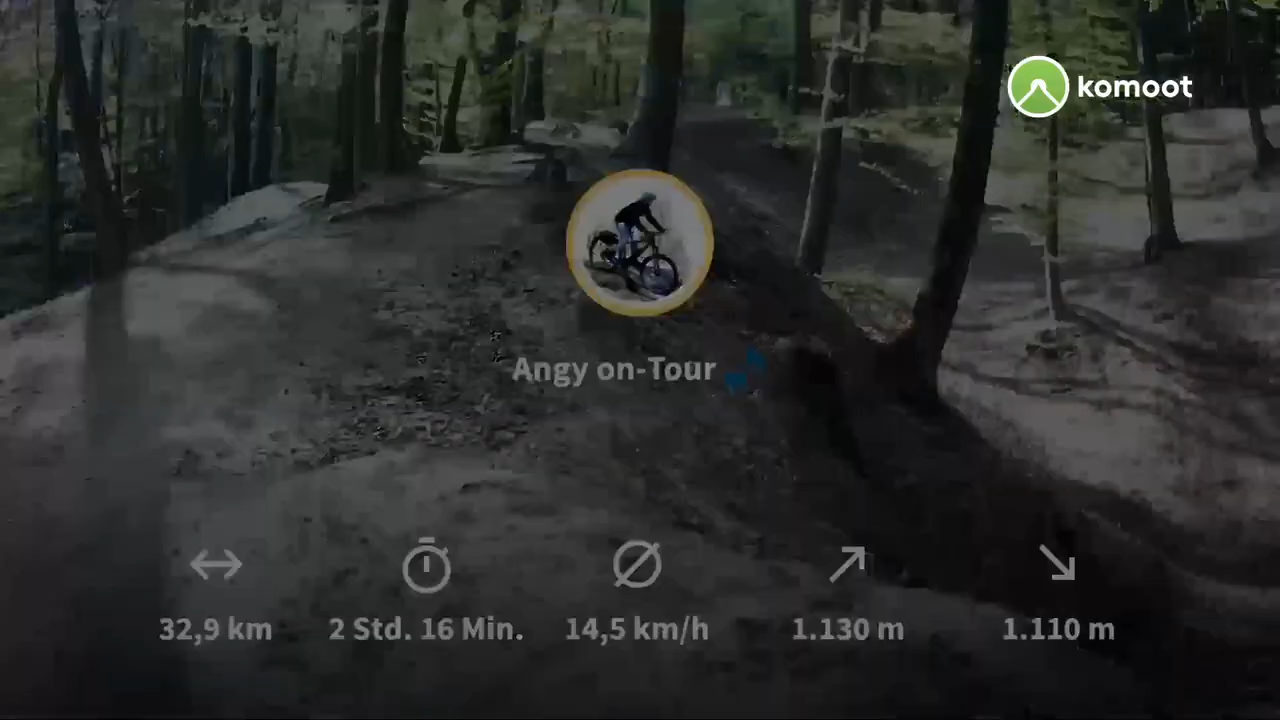 komoot
Angy on-Tour
32,9 km
2 Std. 16 Min.
14,5 km/h
1.130 m
1.110 m